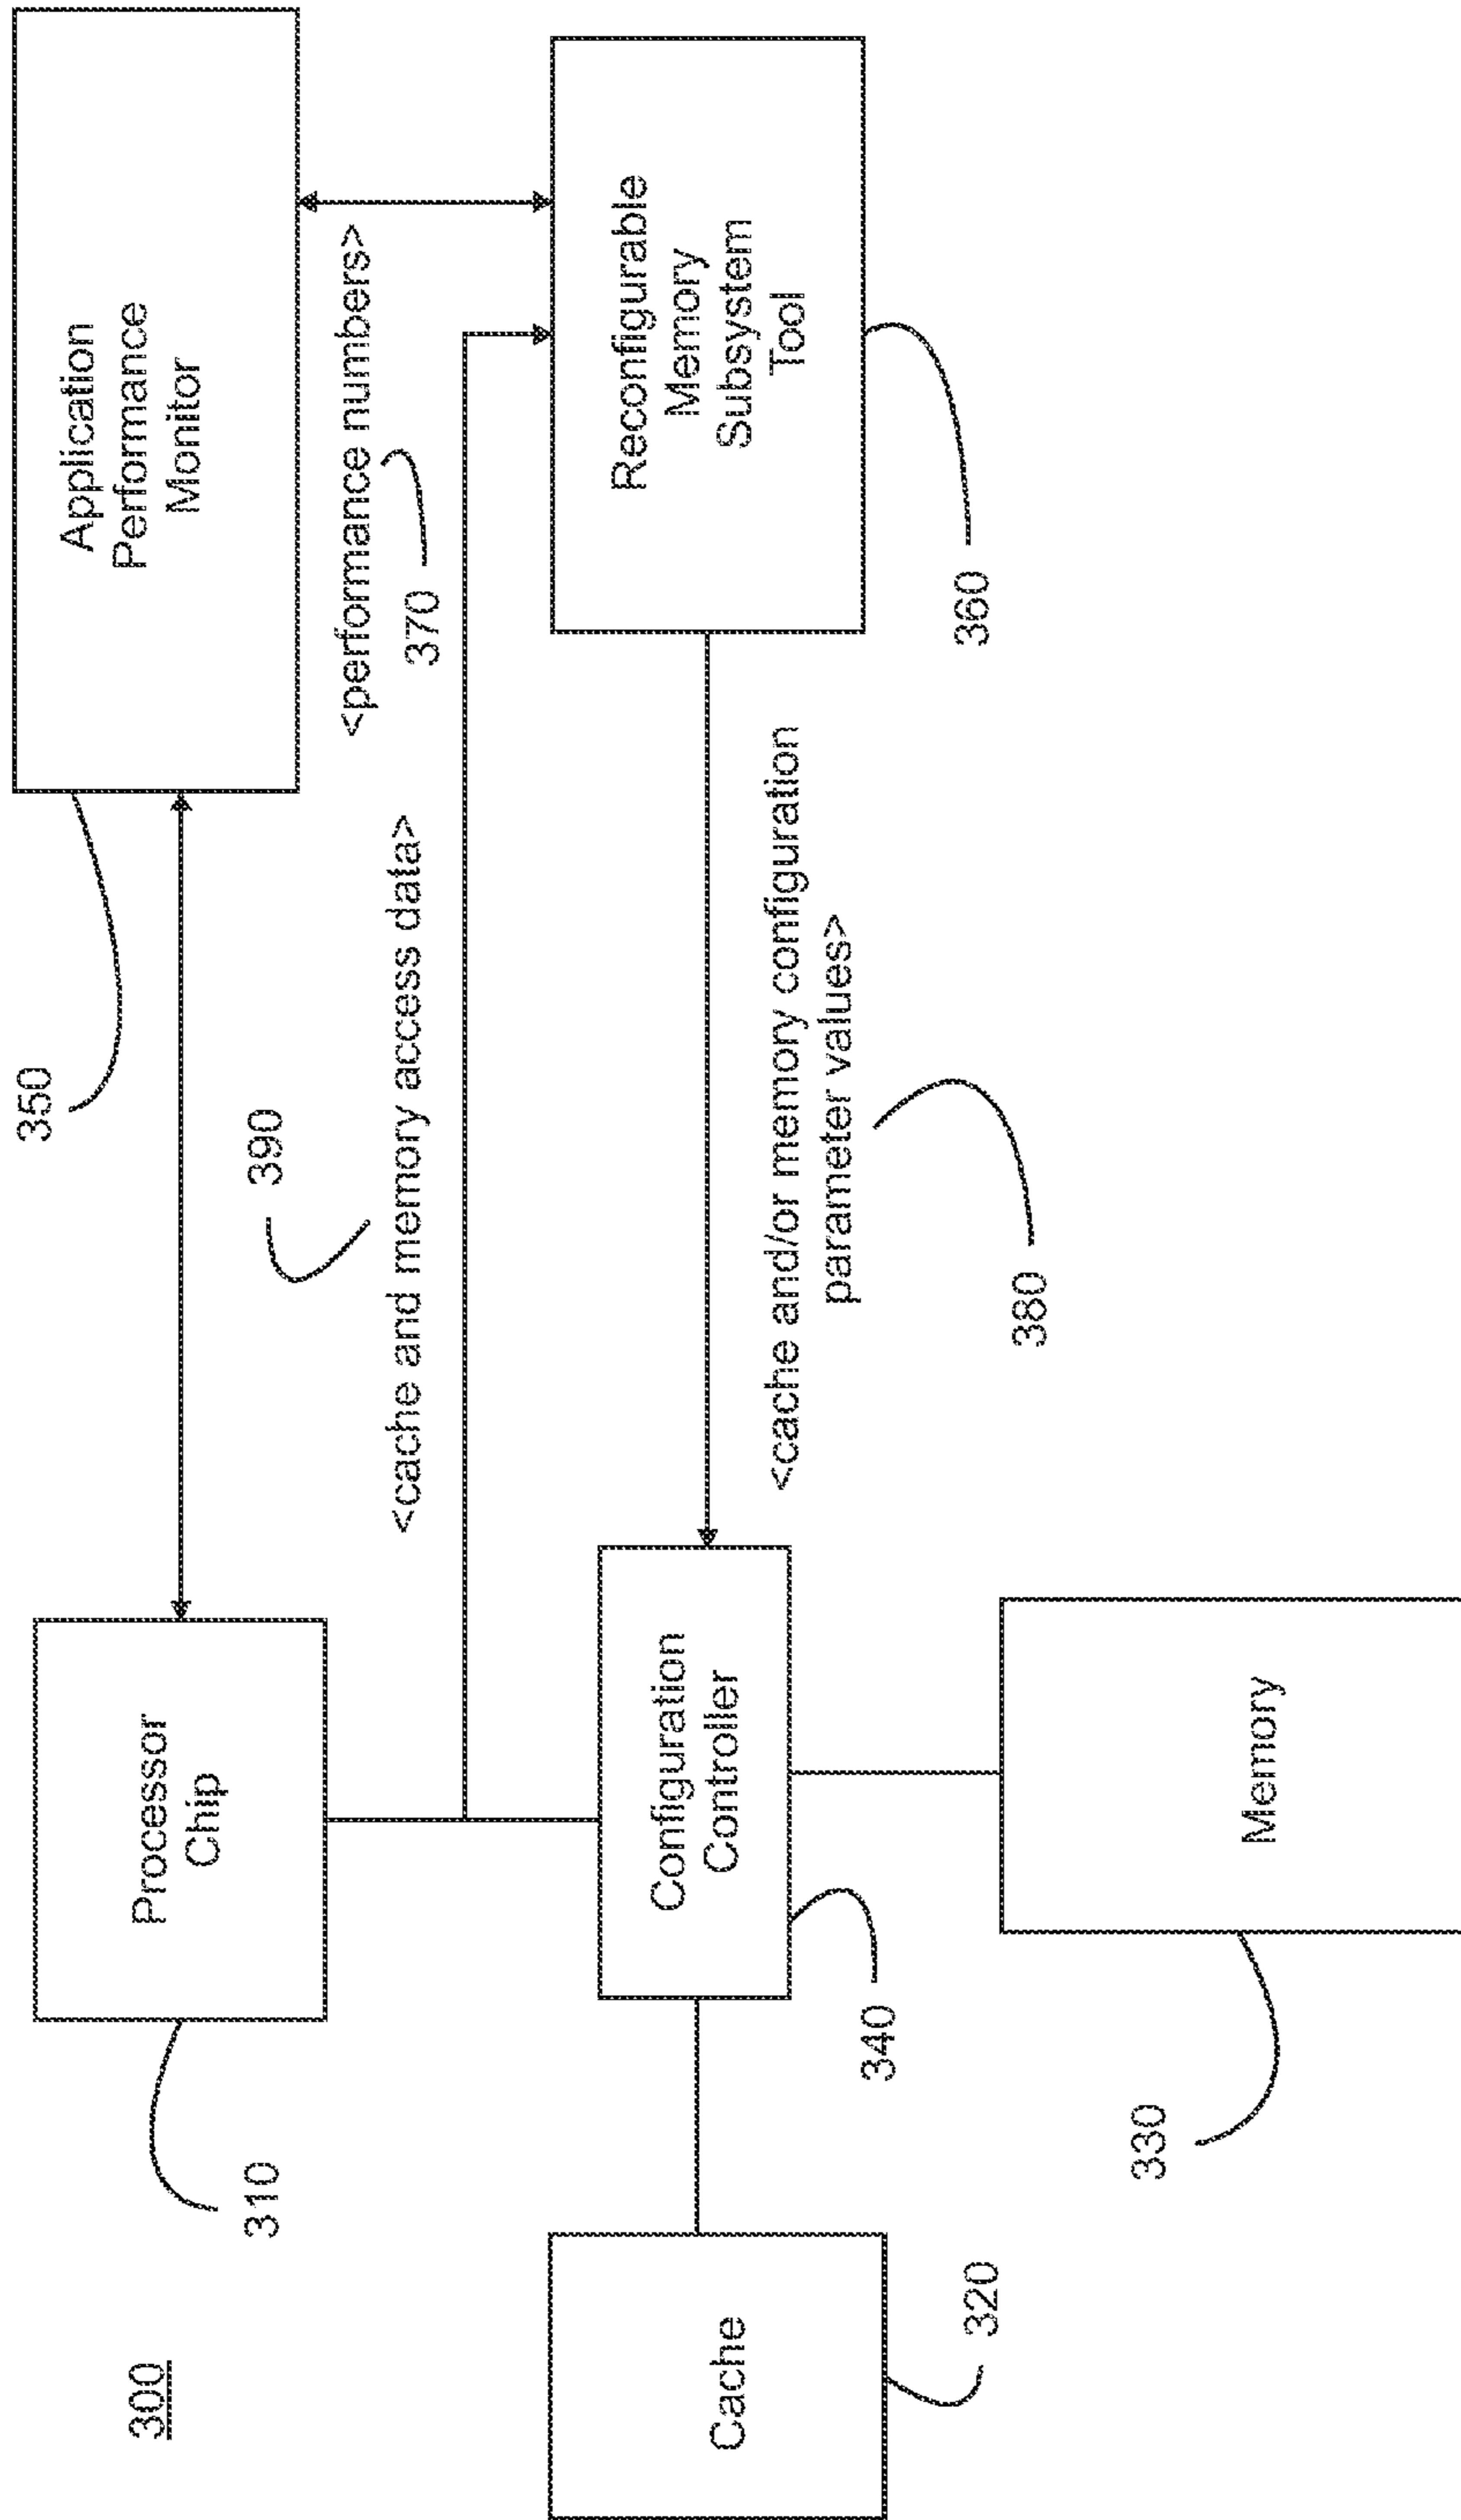 300
Processor
Chip
310
350
Application
Performance
Monitor
390
<cache and memory access data>
<performance numbers>
370
Cache
320
Configuration
Controller
340
<cache and/or memory configuration
parameter values>
380
Reconfigurable
Memory
Subsystem
Tool
360
Memory
330